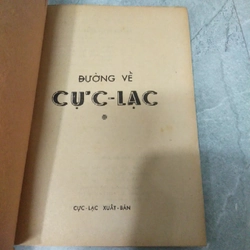 ĐƯỜNG VỀ
CỰC-LẠC
CỰC-LẠC XUẤT-BẢN